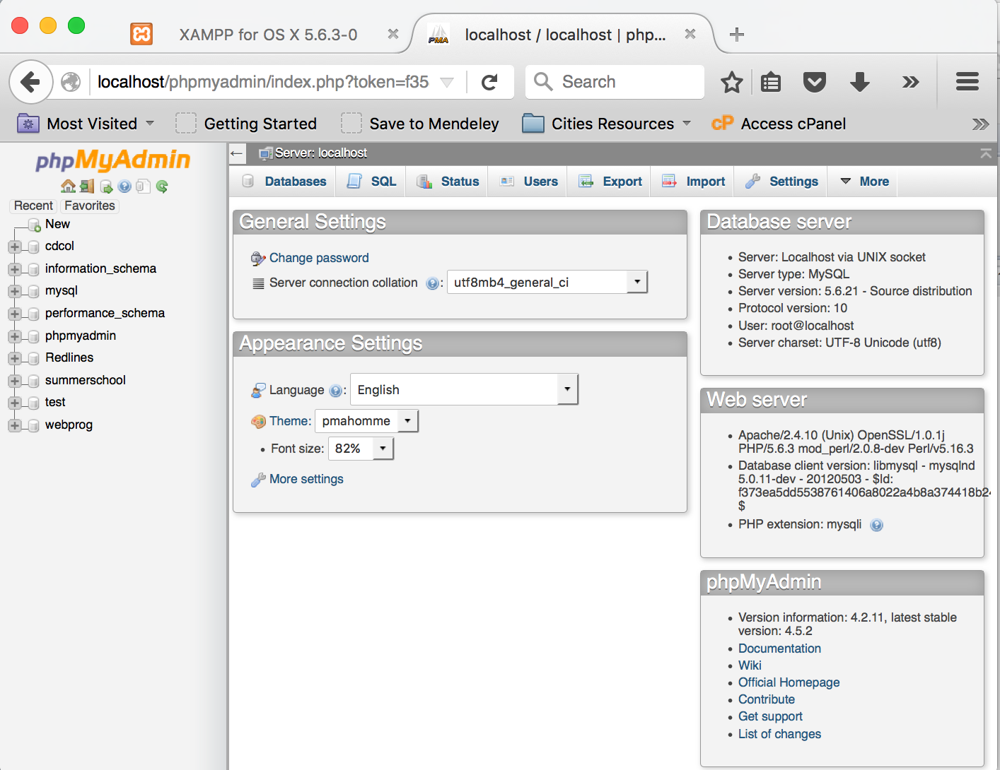 XAMPP for OS X 5.6.3-0
PMA
localhost / localhost | php...
localhost/phpmyadmin/index.php?token=f35
Search
Most Visited
Getting Started
Save to Mendeley
Cities Resources
cP
Access cPanel
phpMyAdmin
Recent
Favorites
New
cdcol
information_schema
mysql
performance_schema
phpmyadmin
Redlines
summerschool
test
webprog
Server: localhost
Databases
SQL
Status
Users
Export
Import
Settings
More
General Settings
Change password
Server connection collation : utf8mb4_general_ci
Appearance Settings
Language : English
Theme: pmahomme
• Font size: 82%
More settings
Database server
• Server: Localhost via UNIX socket
• Server type: MySQL
• Server version: 5.6.21 - Source distribution
• Protocol version: 10
• User: root@localhost
• Server charset: UTF-8 Unicode (utf8)
Web server
• Apache/2.4.10 (Unix) OpenSSL/1.0.1j
PHP/5.6.3 mod_perl/2.0.8-dev Perl/v5.16.3
• Database client version: libmysql - mysqlnd
5.0.11-dev - 20120503 - $Id:
f373ea5dd5538761406a8022a4b8a374418b24
$
• PHP extension: mysqli
phpMyAdmin
• Version information: 4.2.11, latest stable
version: 4.5.2
• Documentation
• Wiki
• Official Homepage
• Contribute
• Get support
• List of changes